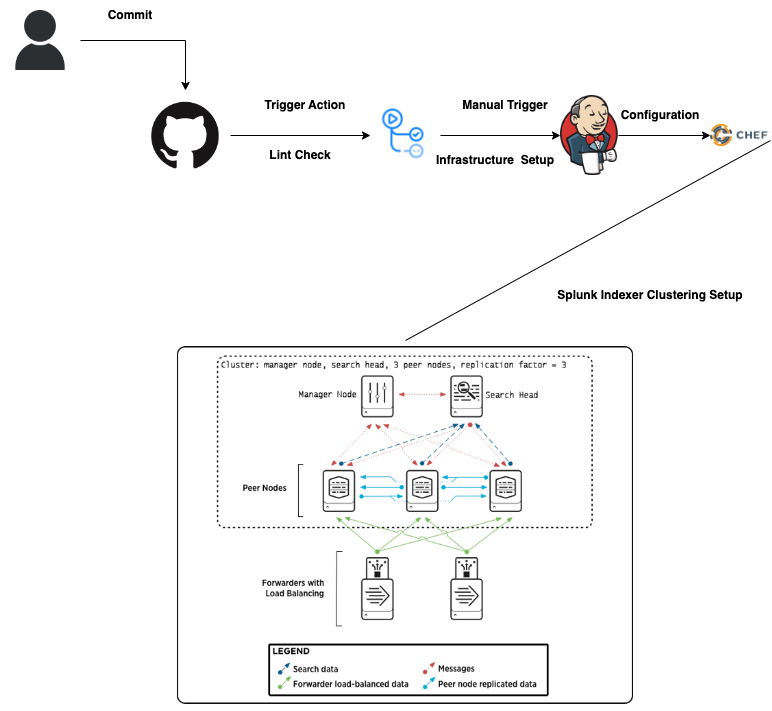 Commit
Trigger Action
Lint Check
Manual Trigger
Infrastructure Setup
Configuration
CHEF
Splunk Indexer Clustering Setup
Cluster: manager node, search head, 3 peer nodes, replication factor = 3
Manager Node
Search Head
Peer Nodes
Forwarders with
Load Balancing
LEGEND
Search data
Messages
Forwarder load-balanced data
Peer node replicated data